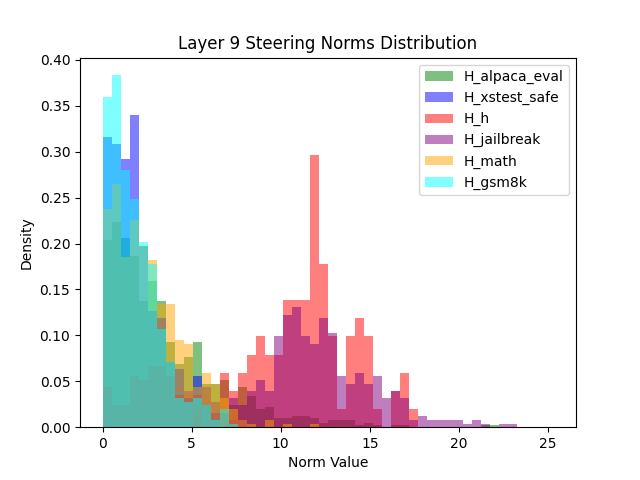 Layer 9 Steering Norms Distribution
H_alpaca_eval
H_xstest_safe
H_h
H_jailbreak
H_math
H_gsm8k
Density
0.40
0.35
0.30
0.25
0.20
0.15
0.10
0.05
0.00
0 5 10 15 20 25
Norm Value